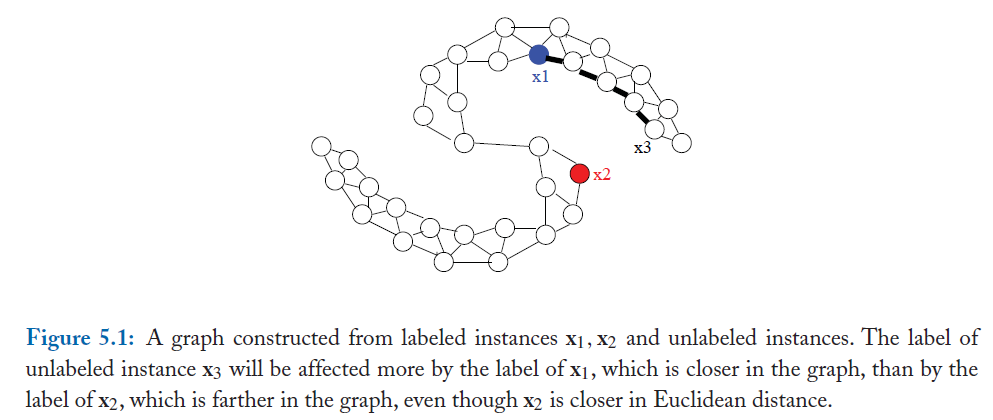 x1
x3
x2
Figure 5.1: A graph constructed from labeled instances x₁, x₂ and unlabeled instances. The label of
unlabeled instance x₃ will be affected more by the label of x₁, which is closer in the graph, than by the
label of x₂, which is farther in the graph, even though x₂ is closer in Euclidean distance.